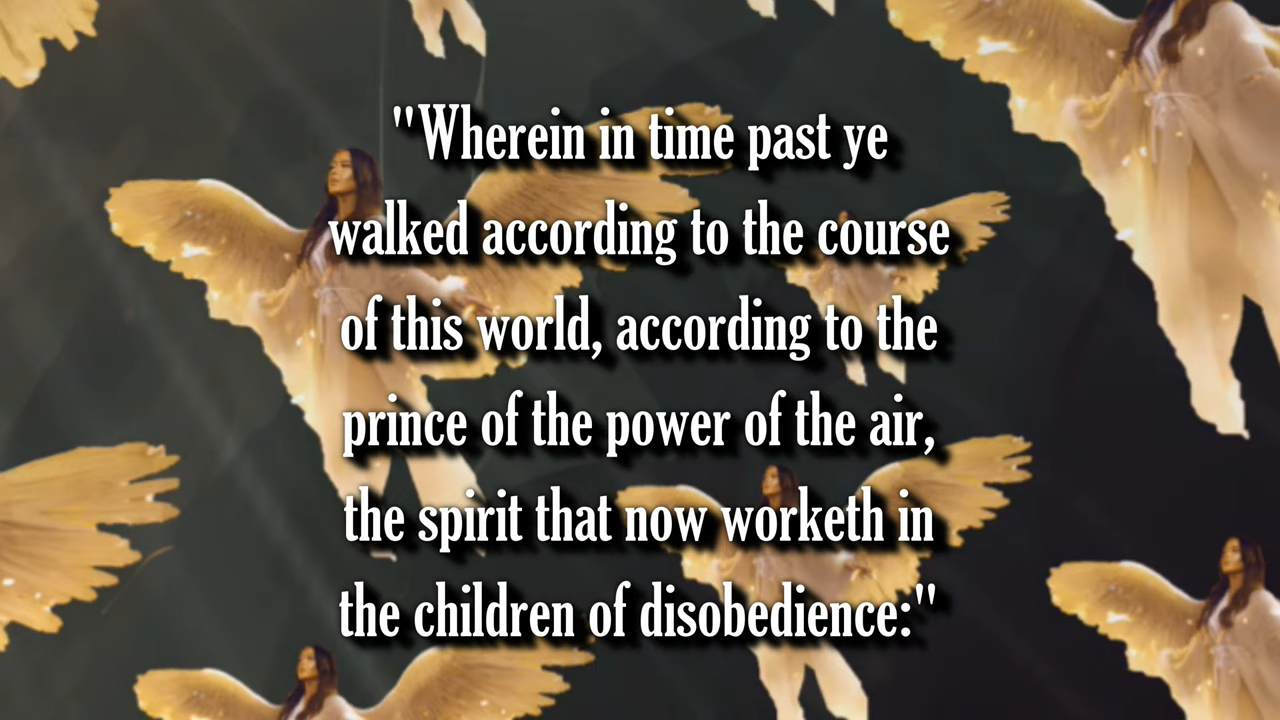 "Wherein in time past ye
walked according to the course
of this world, according to the
prince of the power of the air,
the spirit that now worketh in
the children of disobedience:"